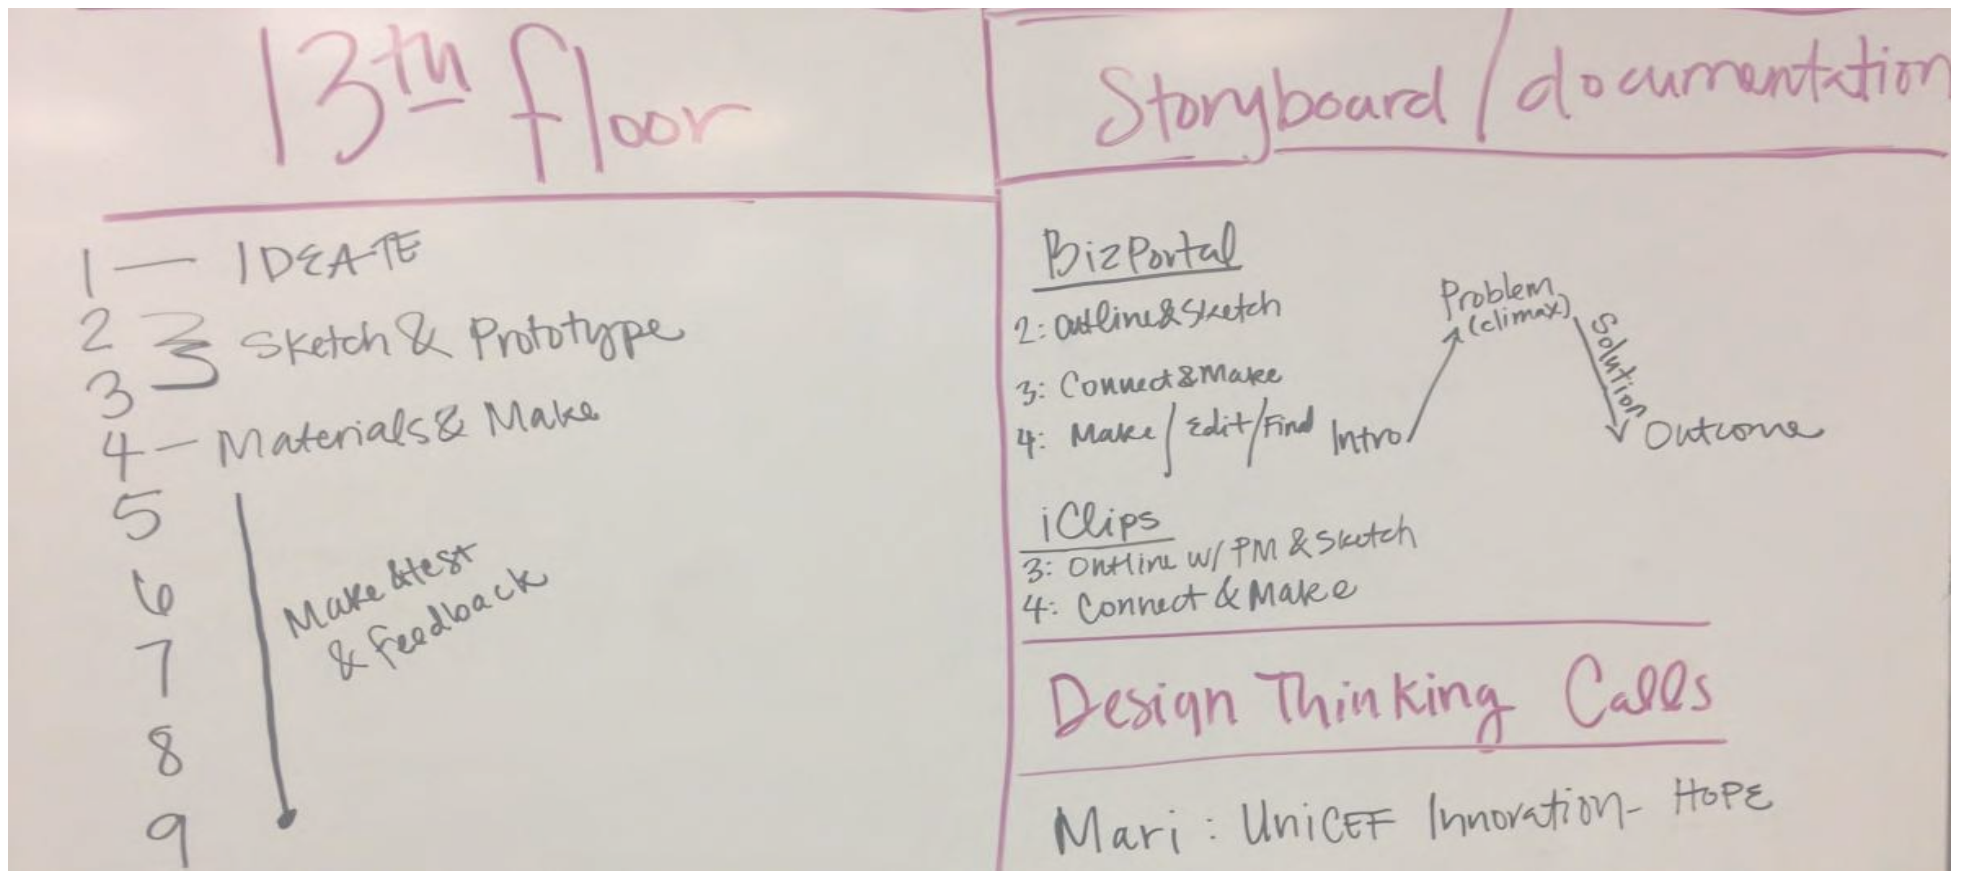 13th floor
1 — IDEATE
2
3
Sketch & Prototype
4 — Materials & Make
5
6
7
8
9
Make & test
& Feedback
Storyboard / documentation
BizPortal
2: Outline & Sketch
3: Connect & Make
4: Make / Edit / Find
Intro
Problem
(climax)
Solution
Outcome
iClips
3: Outline w/ PM & Sketch
4: Connect & Make
Design Thinking Calls
Mari: UniCEF Innovation - HOPE